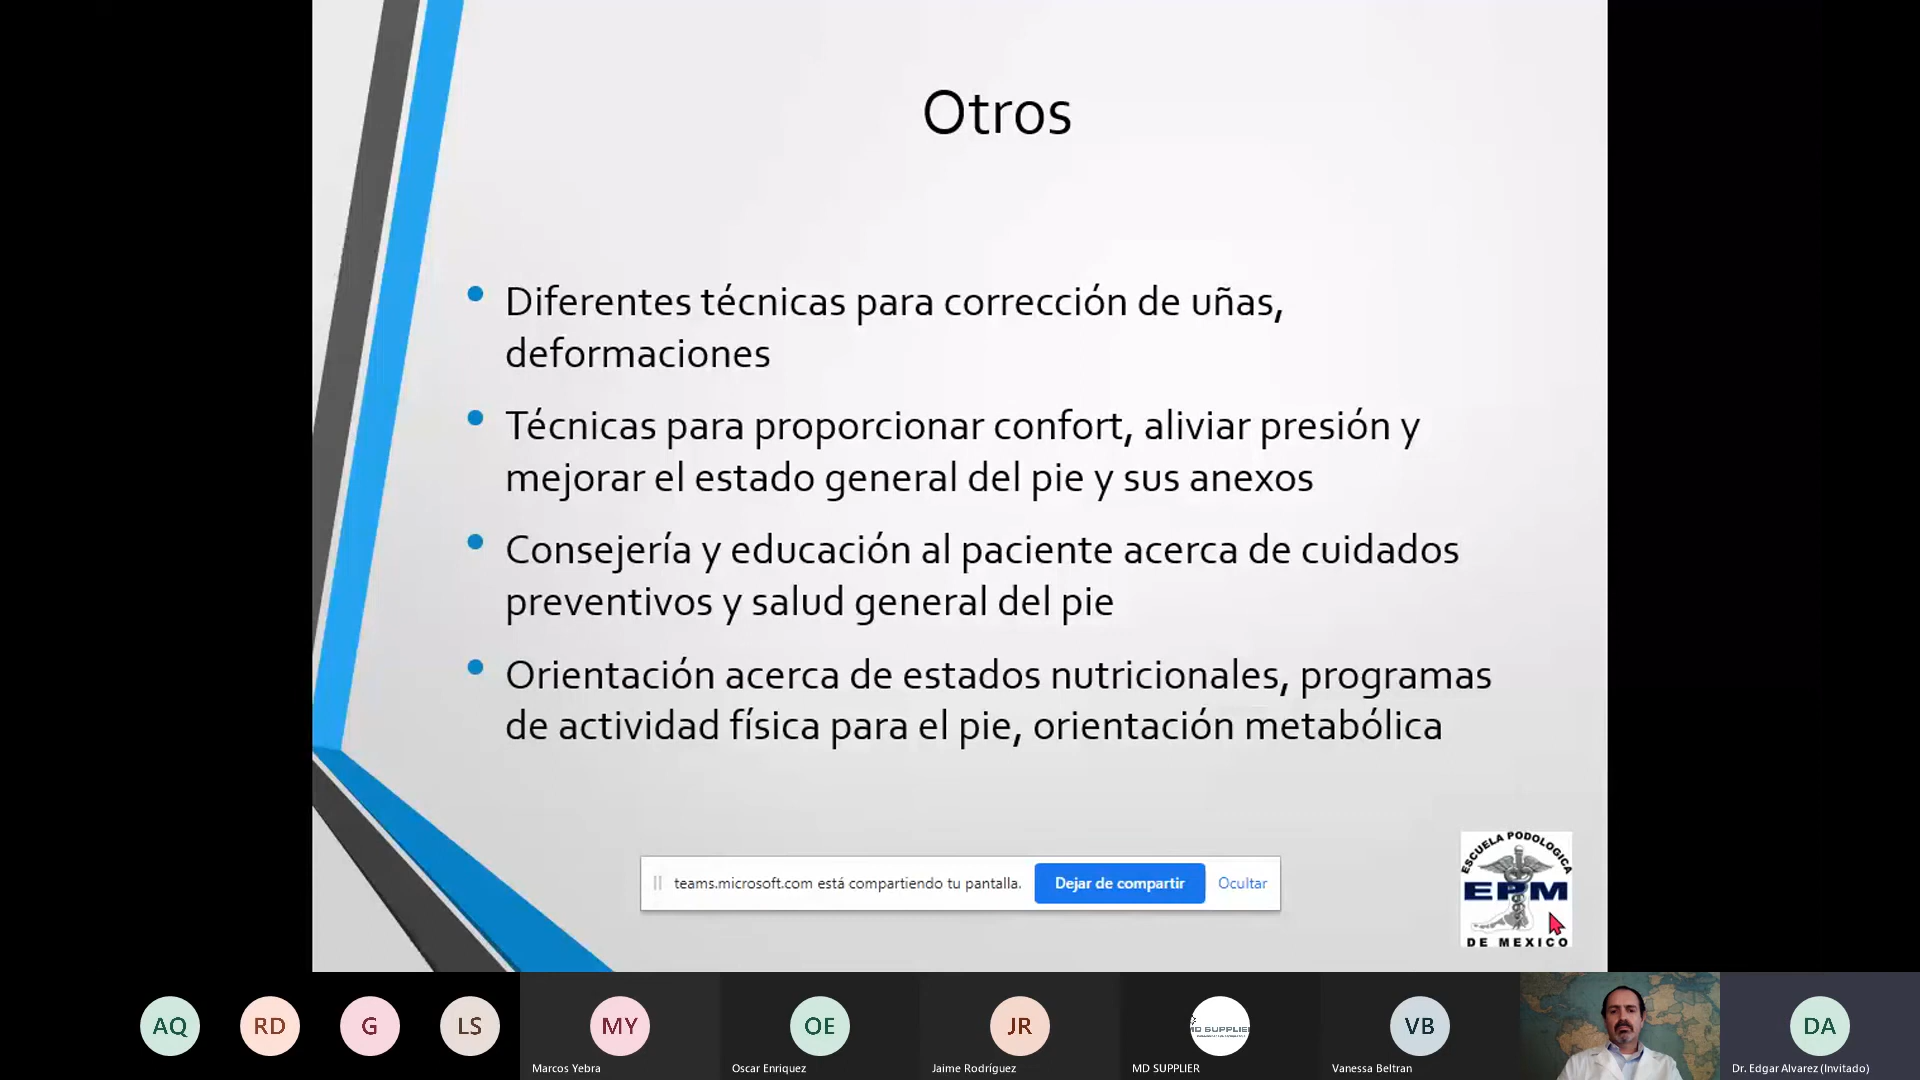 Otros
Diferentes técnicas para corrección de uñas,
deformaciones
Técnicas para proporcionar confort, aliviar presión y
mejorar el estado general del pie y sus anexos
Consejería y educación al paciente acerca de cuidados
preventivos y salud general del pie
Orientación acerca de estados nutricionales, programas
de actividad física para el pie, orientación metabólica
teams.microsoft.com está compartiendo tu pantalla.
Dejar de compartir
Ocultar
ESCUELA PODOLOGICA
EPM
DE MEXICO
AQ
RD
G
LS
MY
OE
JR
MD SUPPLIER
VB
DA
Marcos Yebra
Oscar Enriquez
Jaime Rodríguez
MD SUPPLIER
Vanessa Beltran
Dr. Edgar Alvarez (Invitado)